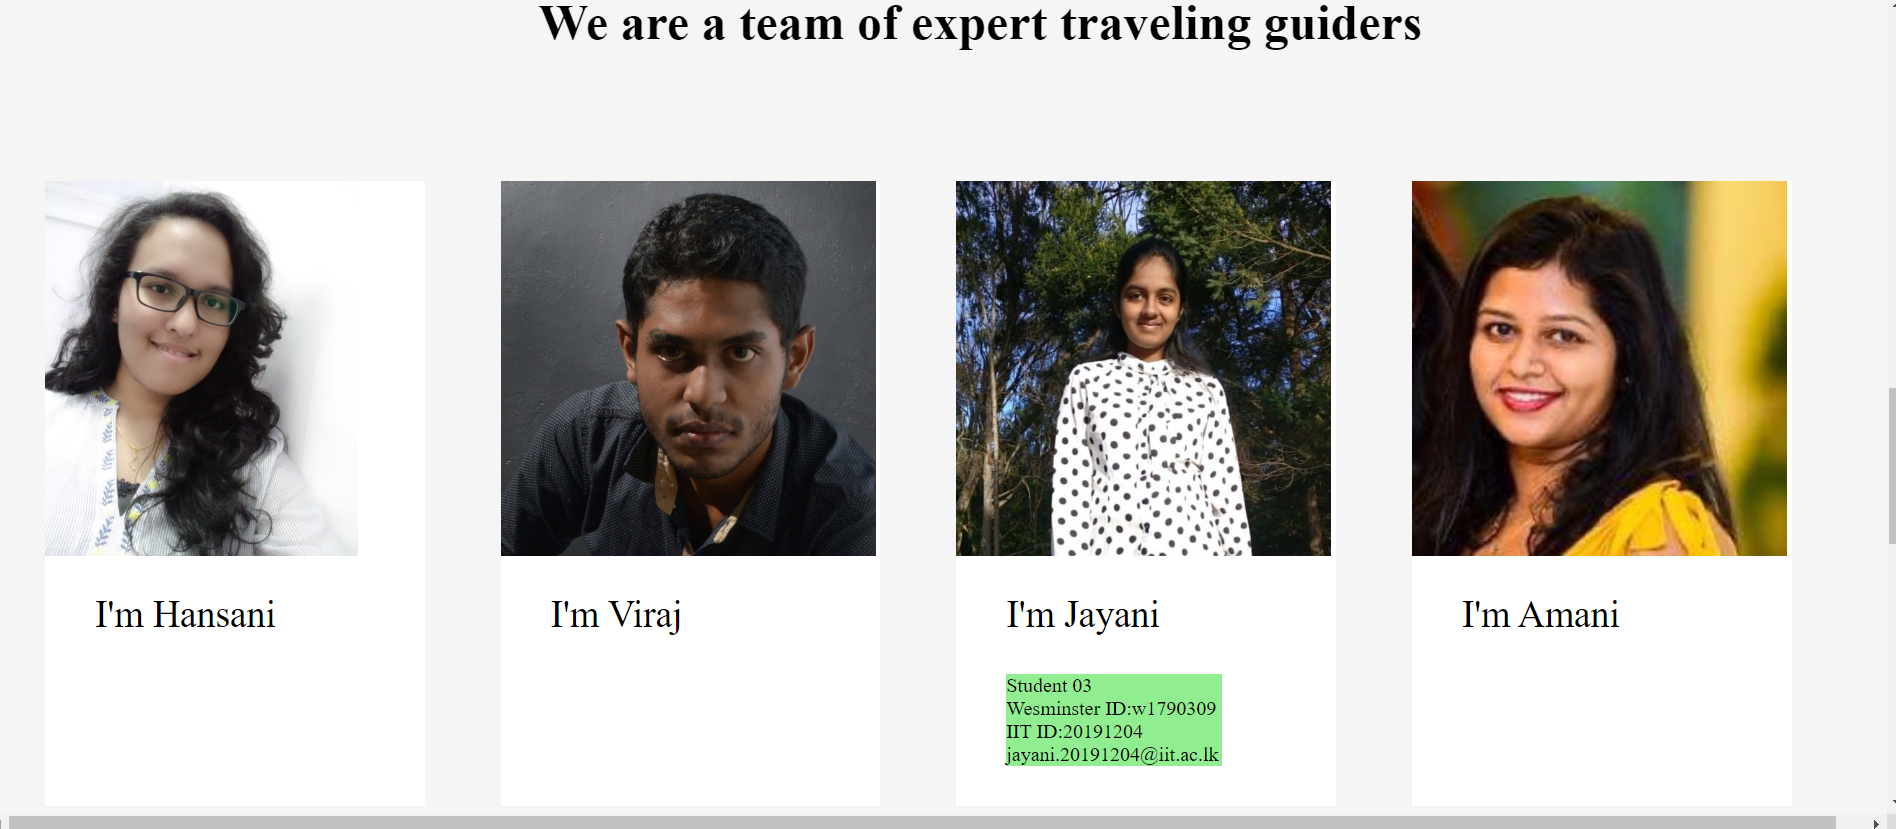 We are a team of expert traveling guiders
I'm Hansani
I'm Viraj
I'm Jayani
I'm Amani
Student 03
Wesminster ID:w1790309
IIT ID:20191204
jayani.20191204@iit.ac.lk